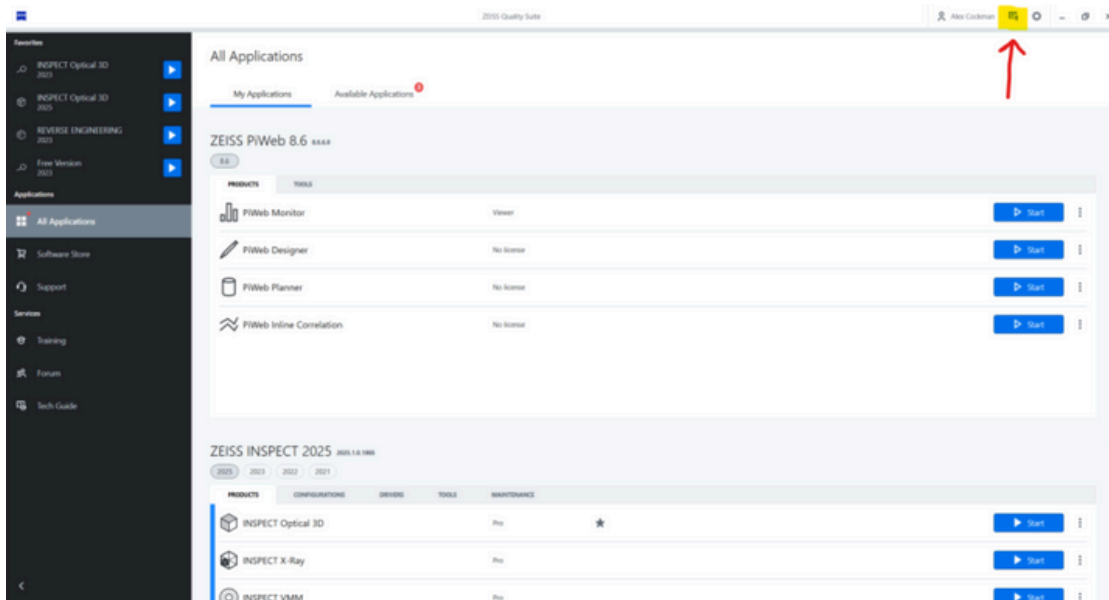 ZEISS Quality Suite
Alex Cockman
Favorites
INSPECT Optical 3D
2023
INSPECT Optical 3D
2025
REVERSE ENGINEERING
2023
Free Version
2023
Applications
All Applications
Software Store
Support
Services
Training
Forum
Tech Guide
All Applications
My Applications
Available Applications
ZEISS PiWeb 8.6
8.6
PRODUCTS TOOLS
PiWeb Monitor Viewer Start
PiWeb Designer No license Start
PiWeb Planner No license Start
PiWeb Inline Correlation No license Start
ZEISS INSPECT 2025
2025 2023 2022 2021
PRODUCTS CONFIGURATIONS DRIVERS TOOLS MAINTENANCE
INSPECT Optical 3D Pro Start
INSPECT X-Ray Pro Start
INSPECT VMM Pro Start